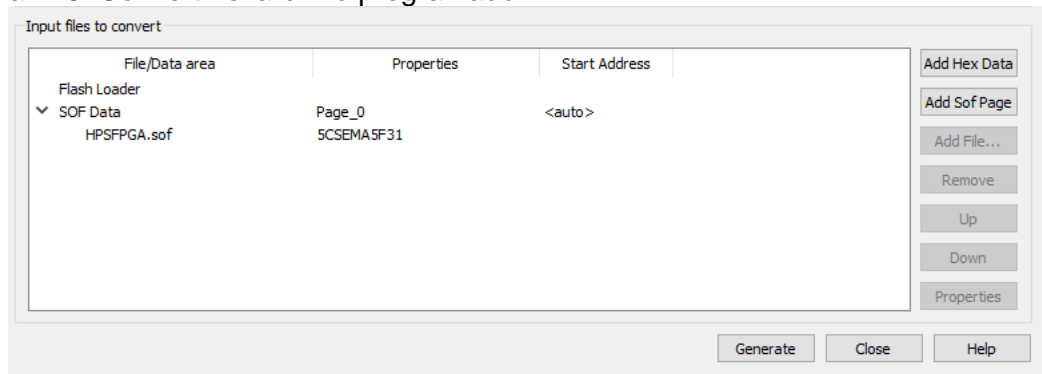 Input files to convert
File/Data area Properties Start Address
Flash Loader
SOF Data Page_0 <auto>
HPSFPGA.sof 5CSEMA5F31
Add Hex Data
Add Sof Page
Add File...
Remove
Up
Down
Properties
Generate Close Help